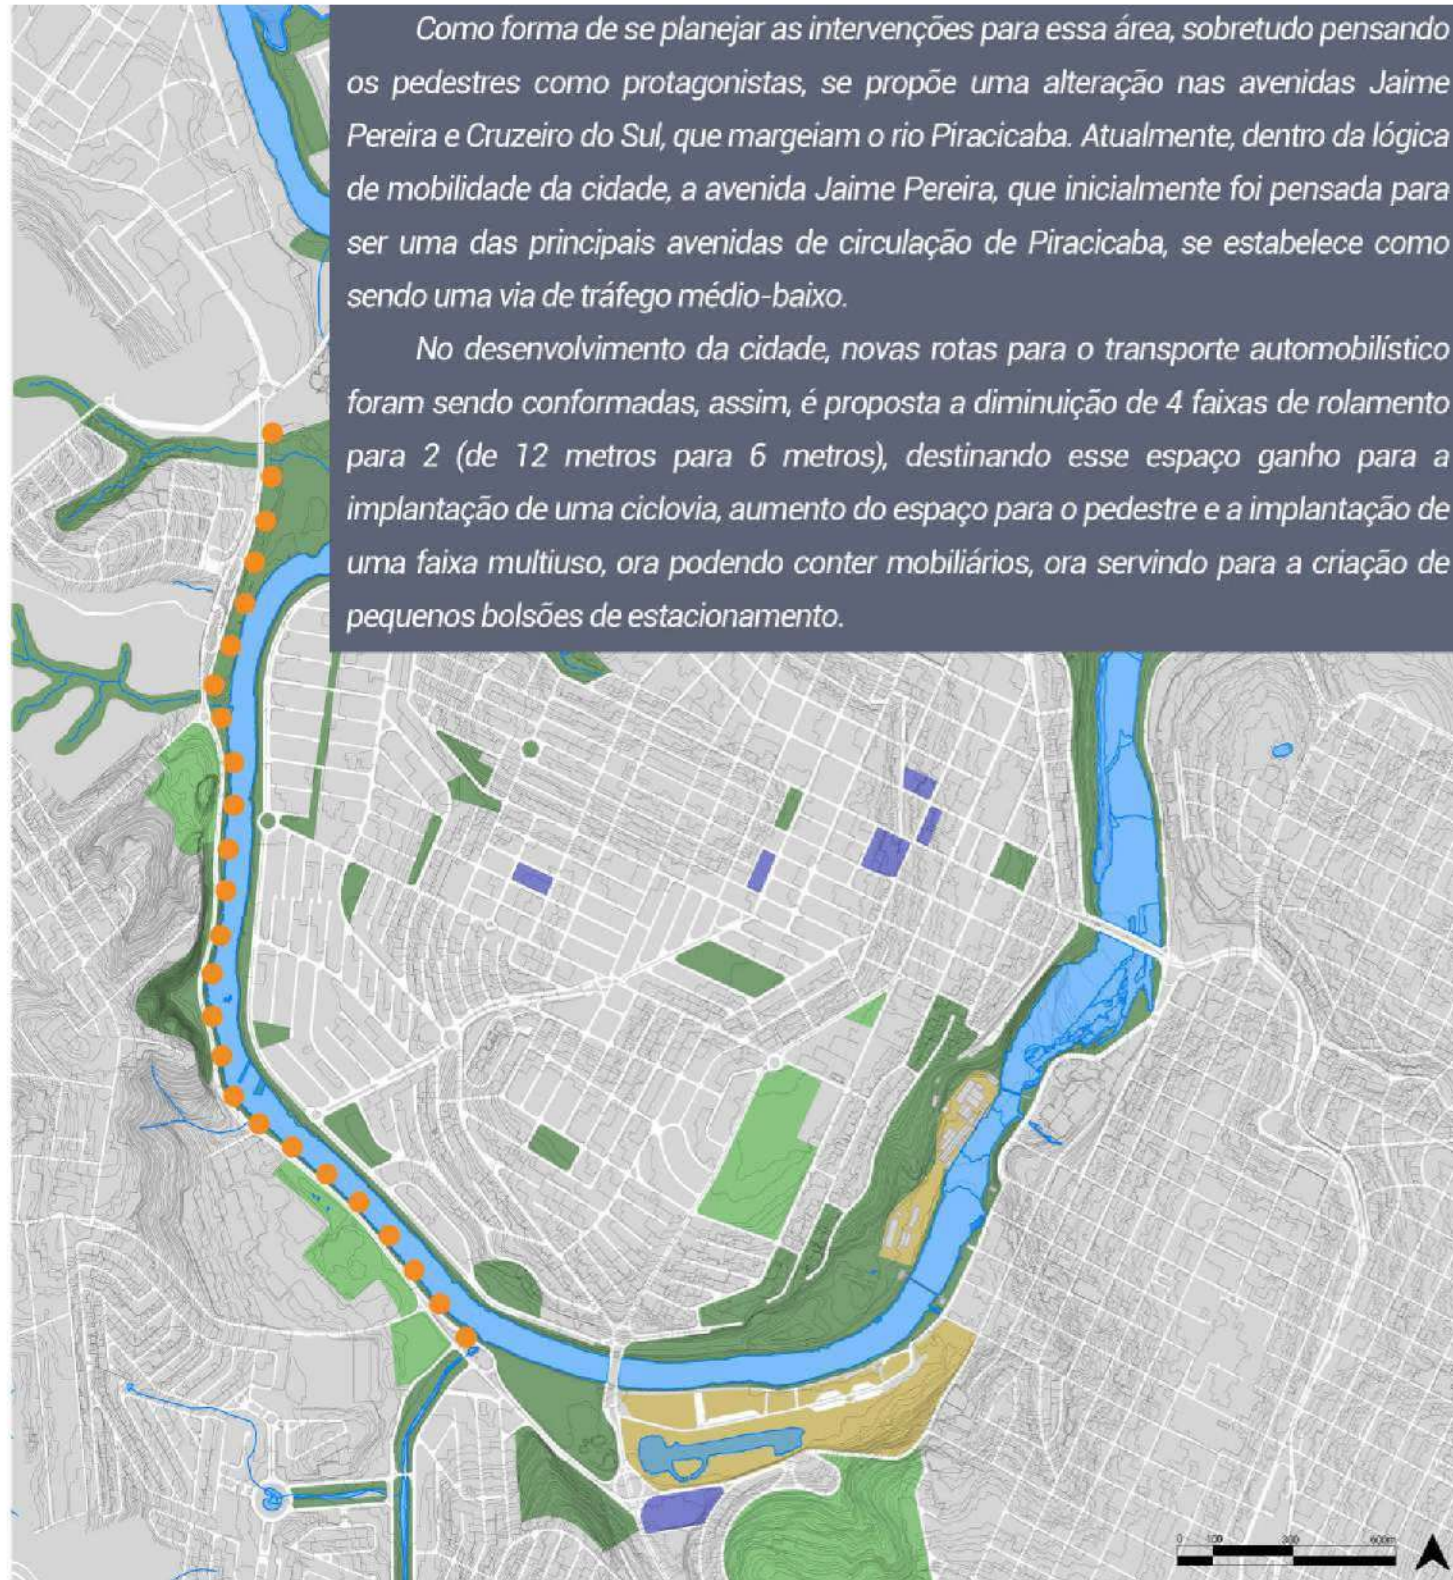 Como forma de se planejar as intervenções para essa área, sobretudo pensando
os pedestres como protagonistas, se propõe uma alteração nas avenidas Jaime
Pereira e Cruzeiro do Sul, que margeiam o rio Piracicaba. Atualmente, dentro da lógica
de mobilidade da cidade, a avenida Jaime Pereira, que inicialmente foi pensada para
ser uma das principais avenidas de circulação de Piracicaba, se estabelece como
sendo uma via de tráfego médio-baixo.
No desenvolvimento da cidade, novas rotas para o transporte automobilístico
foram sendo conformadas, assim, é proposta a diminuição de 4 faixas de rolamento
para 2 (de 12 metros para 6 metros), destinando esse espaço ganho para a
implantação de uma ciclovia, aumento do espaço para o pedestre e a implantação de
uma faixa multiuso, ora podendo conter mobiliários, ora servindo para a criação de
pequenos bolsões de estacionamento.
0 100 300 600m